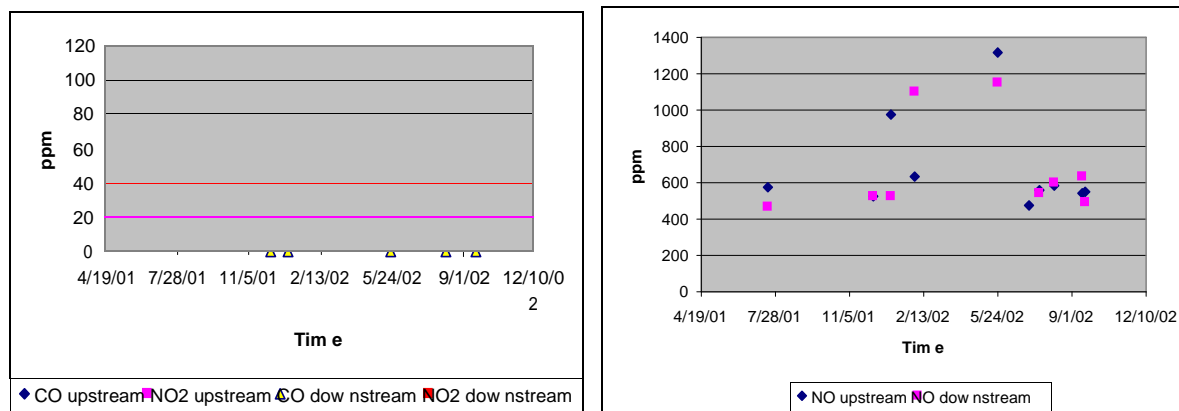 120
100
80
60
40
20
0
ppm
4/19/01 7/28/01 11/5/01 2/13/02 5/24/02 9/1/02 12/10/0
2
Tim e
CO upstream NO2 upstream CO dow nstream NO2 dow nstream
1400
1200
1000
800
600
400
200
0
ppm
4/19/01 7/28/01 11/5/01 2/13/02 5/24/02 9/1/02 12/10/02
Tim e
NO upstream NO dow nstream